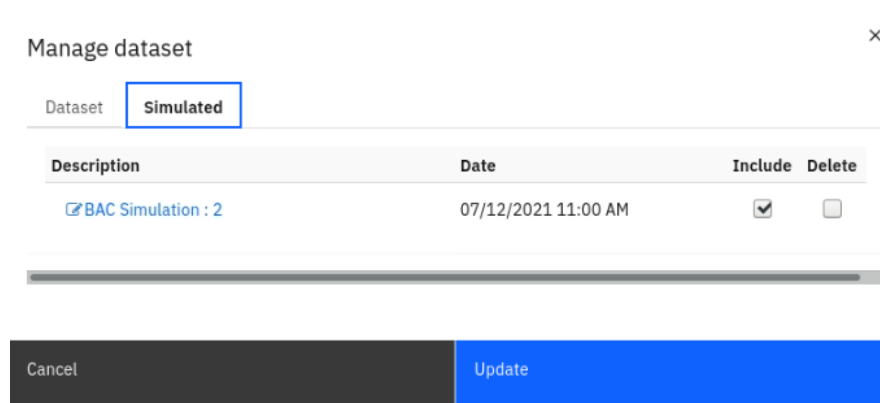 Manage dataset
×
Dataset Simulated
Description Date Include Delete
BAC Simulation : 2 07/12/2021 11:00 AM
Cancel Update